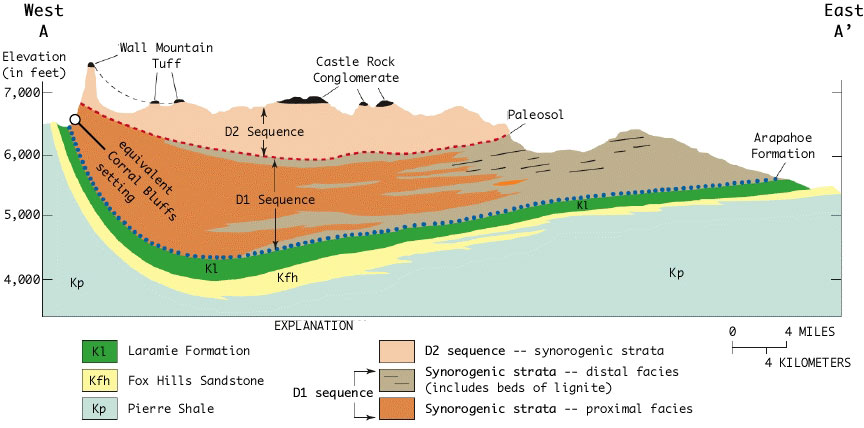 West
A
East
A'
Elevation
(in feet)
Wall Mountain
Tuff
Castle Rock
Conglomerate
7,000
6,000
5,000
4,000
D2 Sequence
Paleosol
Arapahoe
Formation
equivalent
Corral Bluffs
setting
D1 Sequence
Kl
Kl
Kfh
Kp
Kp
EXPLANATION
Kl Laramie Formation
Kfh Fox Hills Sandstone
Kp Pierre Shale
D2 sequence -- synorogenic strata
D1 sequence
Synorogenic strata -- distal facies
(includes beds of lignite)
Synorogenic strata -- proximal facies
0 4 MILES
4 KILOMETERS